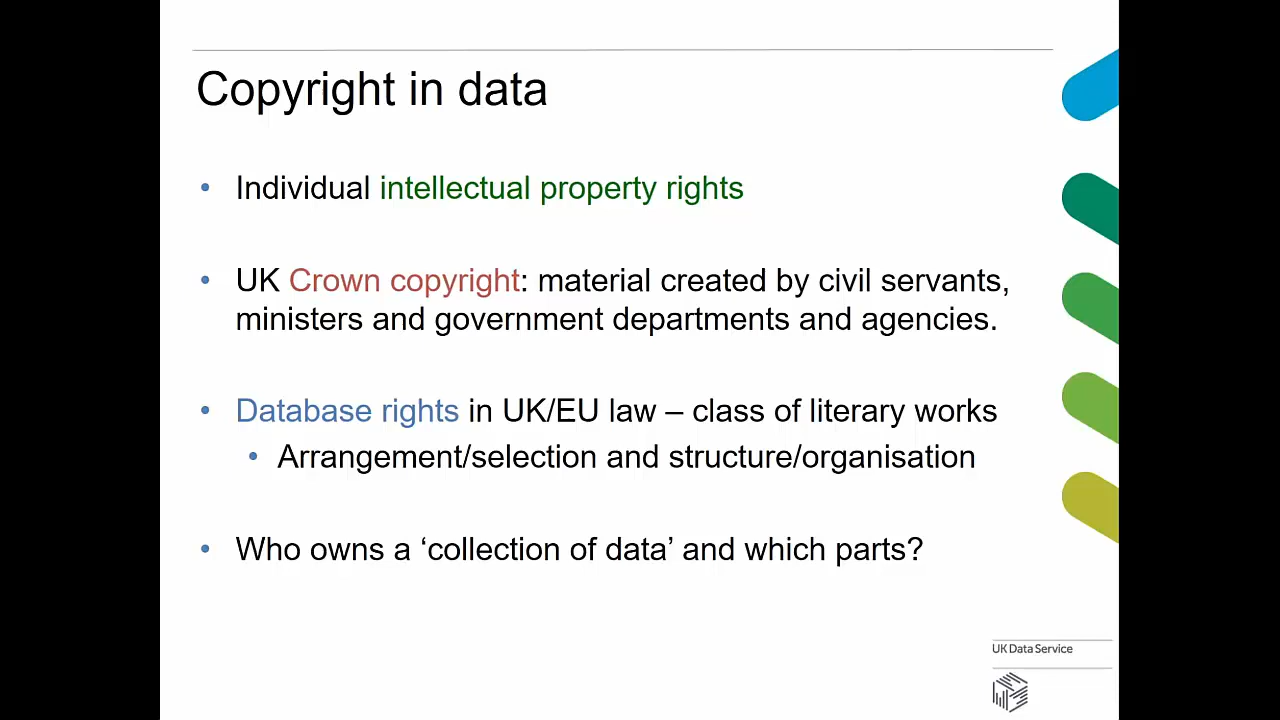 Copyright in data
• Individual intellectual property rights
• UK Crown copyright: material created by civil servants,
ministers and government departments and agencies.
• Database rights in UK/EU law – class of literary works
• Arrangement/selection and structure/organisation
• Who owns a ‘collection of data’ and which parts?
UK Data Service